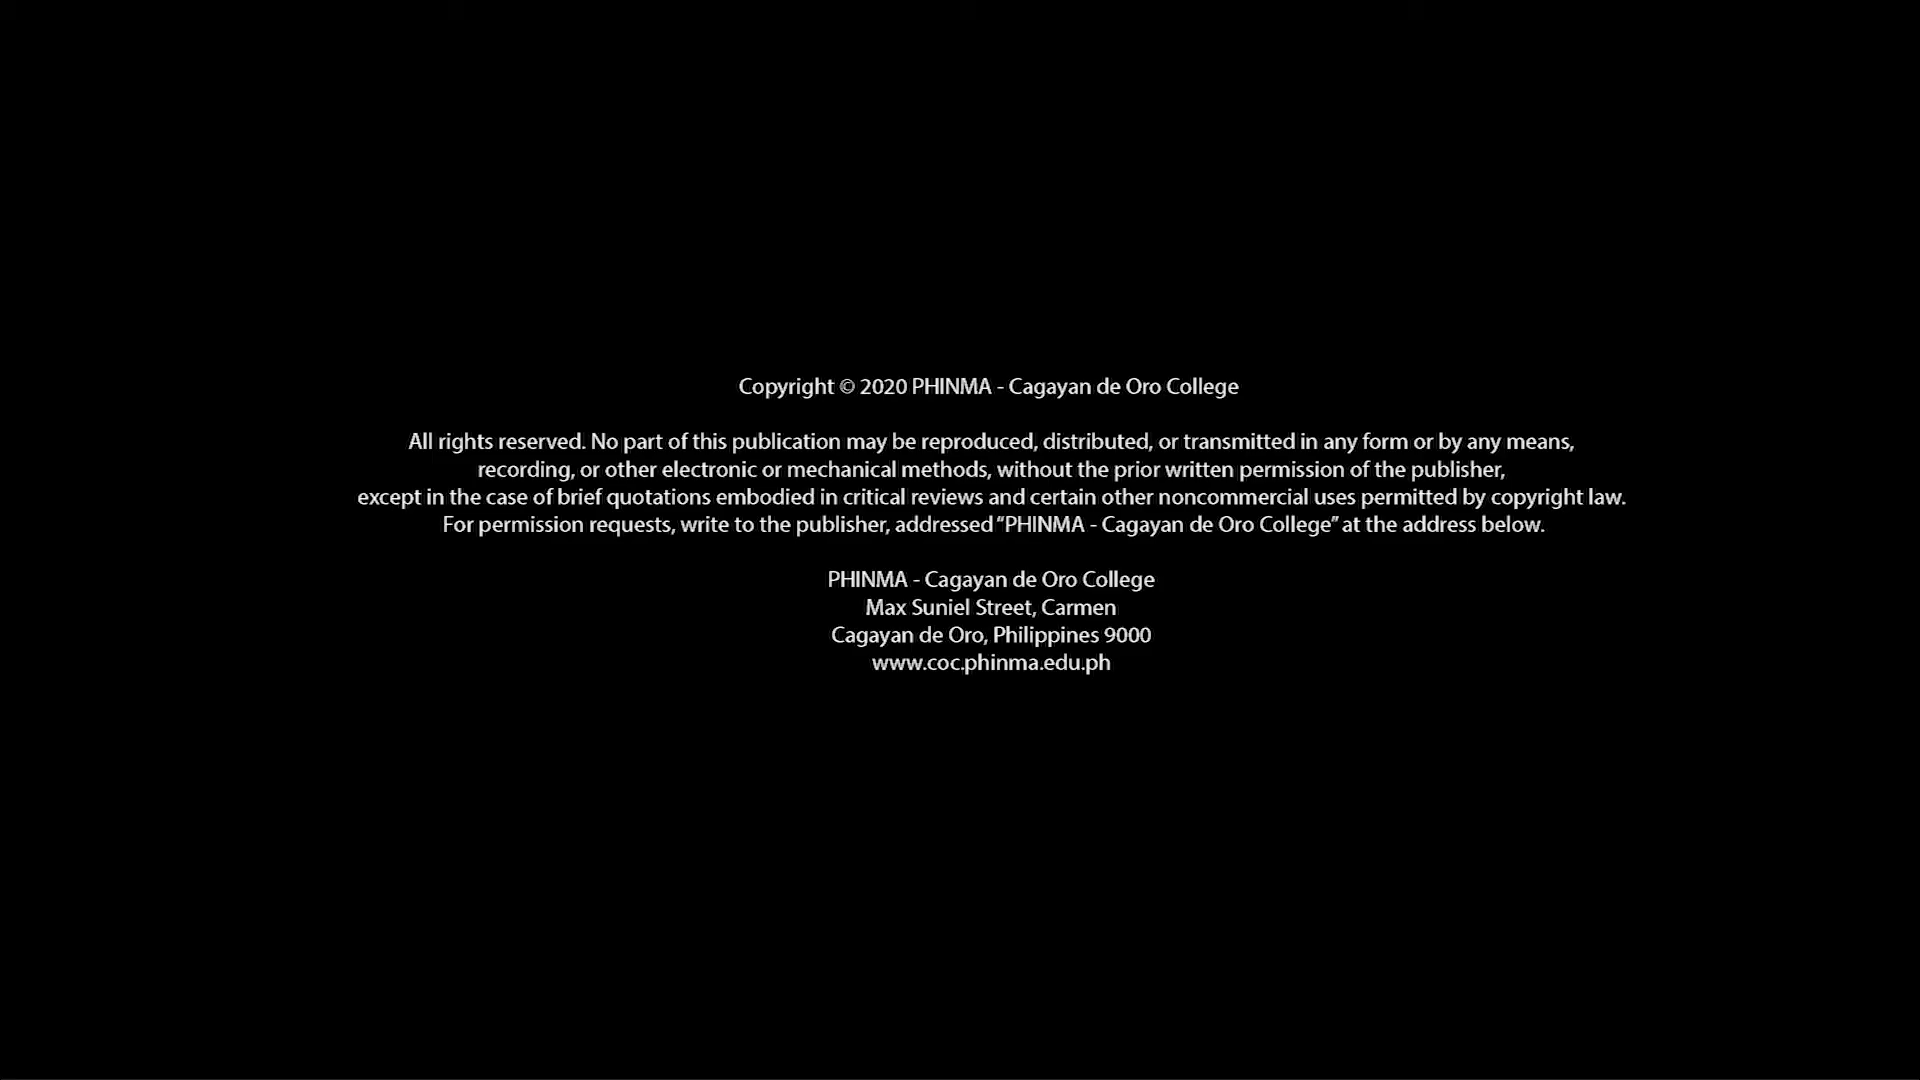 Copyright © 2020 PHINMA - Cagayan de Oro College
All rights reserved. No part of this publication may be reproduced, distributed, or transmitted in any form or by any means,
recording, or other electronic or mechanical methods, without the prior written permission of the publisher,
except in the case of brief quotations embodied in critical reviews and certain other noncommercial uses permitted by copyright law.
For permission requests, write to the publisher, addressed “PHINMA - Cagayan de Oro College” at the address below.
PHINMA - Cagayan de Oro College
Max Suniel Street, Carmen
Cagayan de Oro, Philippines 9000
www.coc.phinma.edu.ph